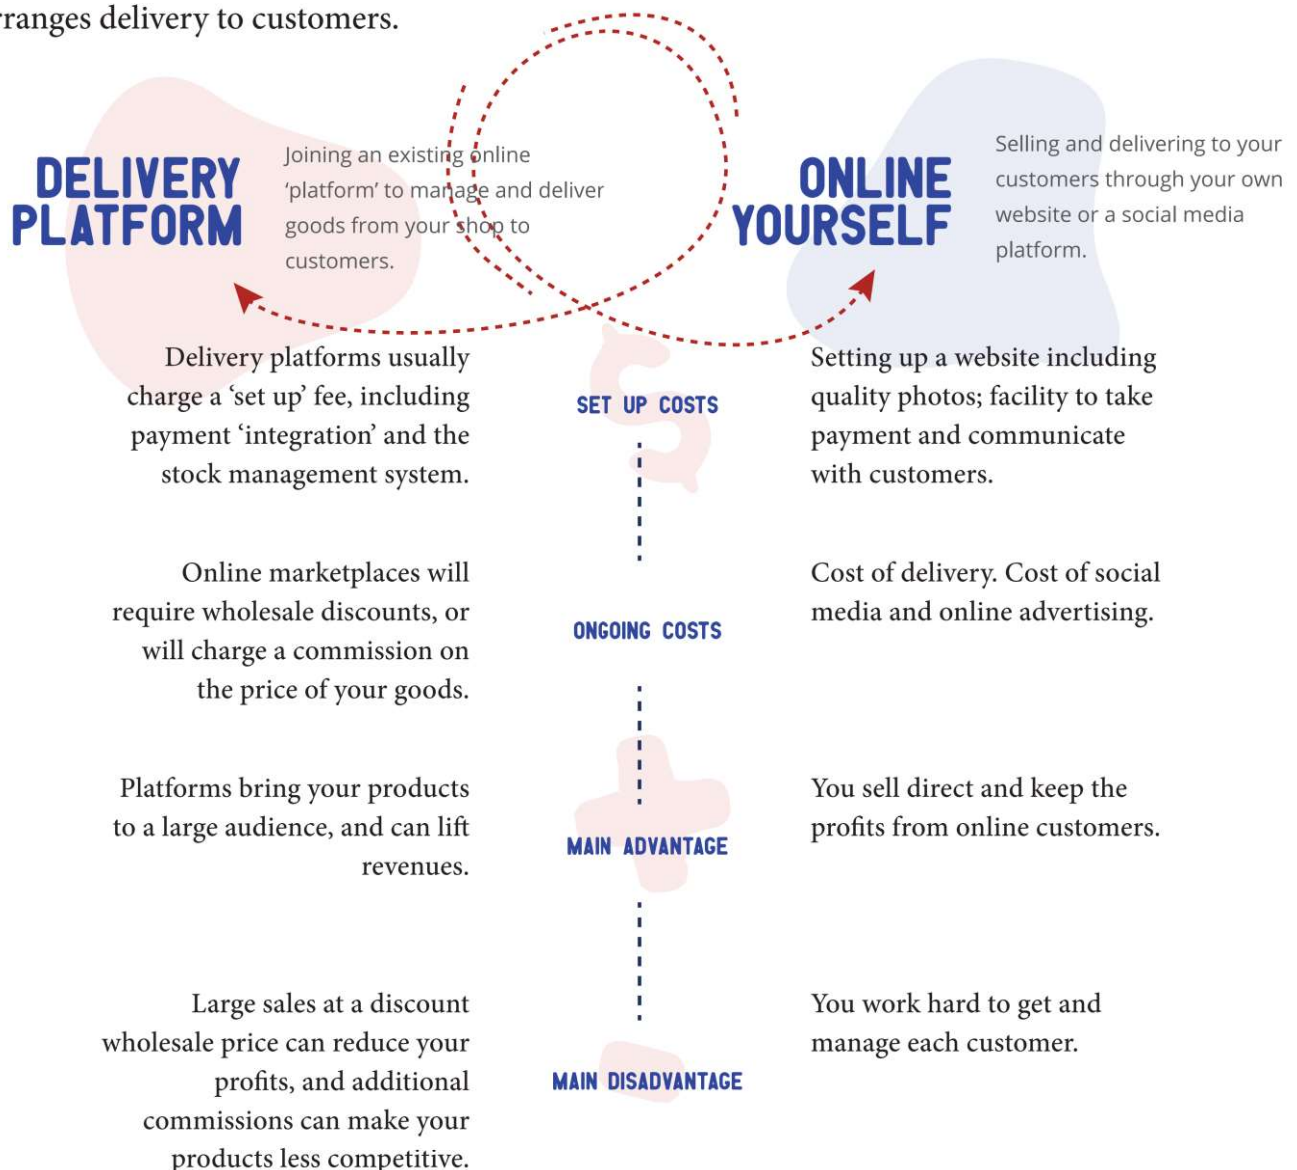 arranges delivery to customers.
DELIVERY
PLATFORM
Joining an existing online
‘platform’ to manage and deliver
goods from your shop to
customers.
ONLINE
YOURSELF
Selling and delivering to your
customers through your own
website or a social media
platform.
Delivery platforms usually
charge a ‘set up’ fee, including
payment ‘integration’ and the
stock management system.
SET UP COSTS
Setting up a website including
quality photos; facility to take
payment and communicate
with customers.
Online marketplaces will
require wholesale discounts, or
will charge a commission on
the price of your goods.
ONGOING COSTS
Cost of delivery. Cost of social
media and online advertising.
Platforms bring your products
to a large audience, and can lift
revenues.
MAIN ADVANTAGE
You sell direct and keep the
profits from online customers.
Large sales at a discount
wholesale price can reduce your
profits, and additional
commissions can make your
products less competitive.
MAIN DISADVANTAGE
You work hard to get and
manage each customer.